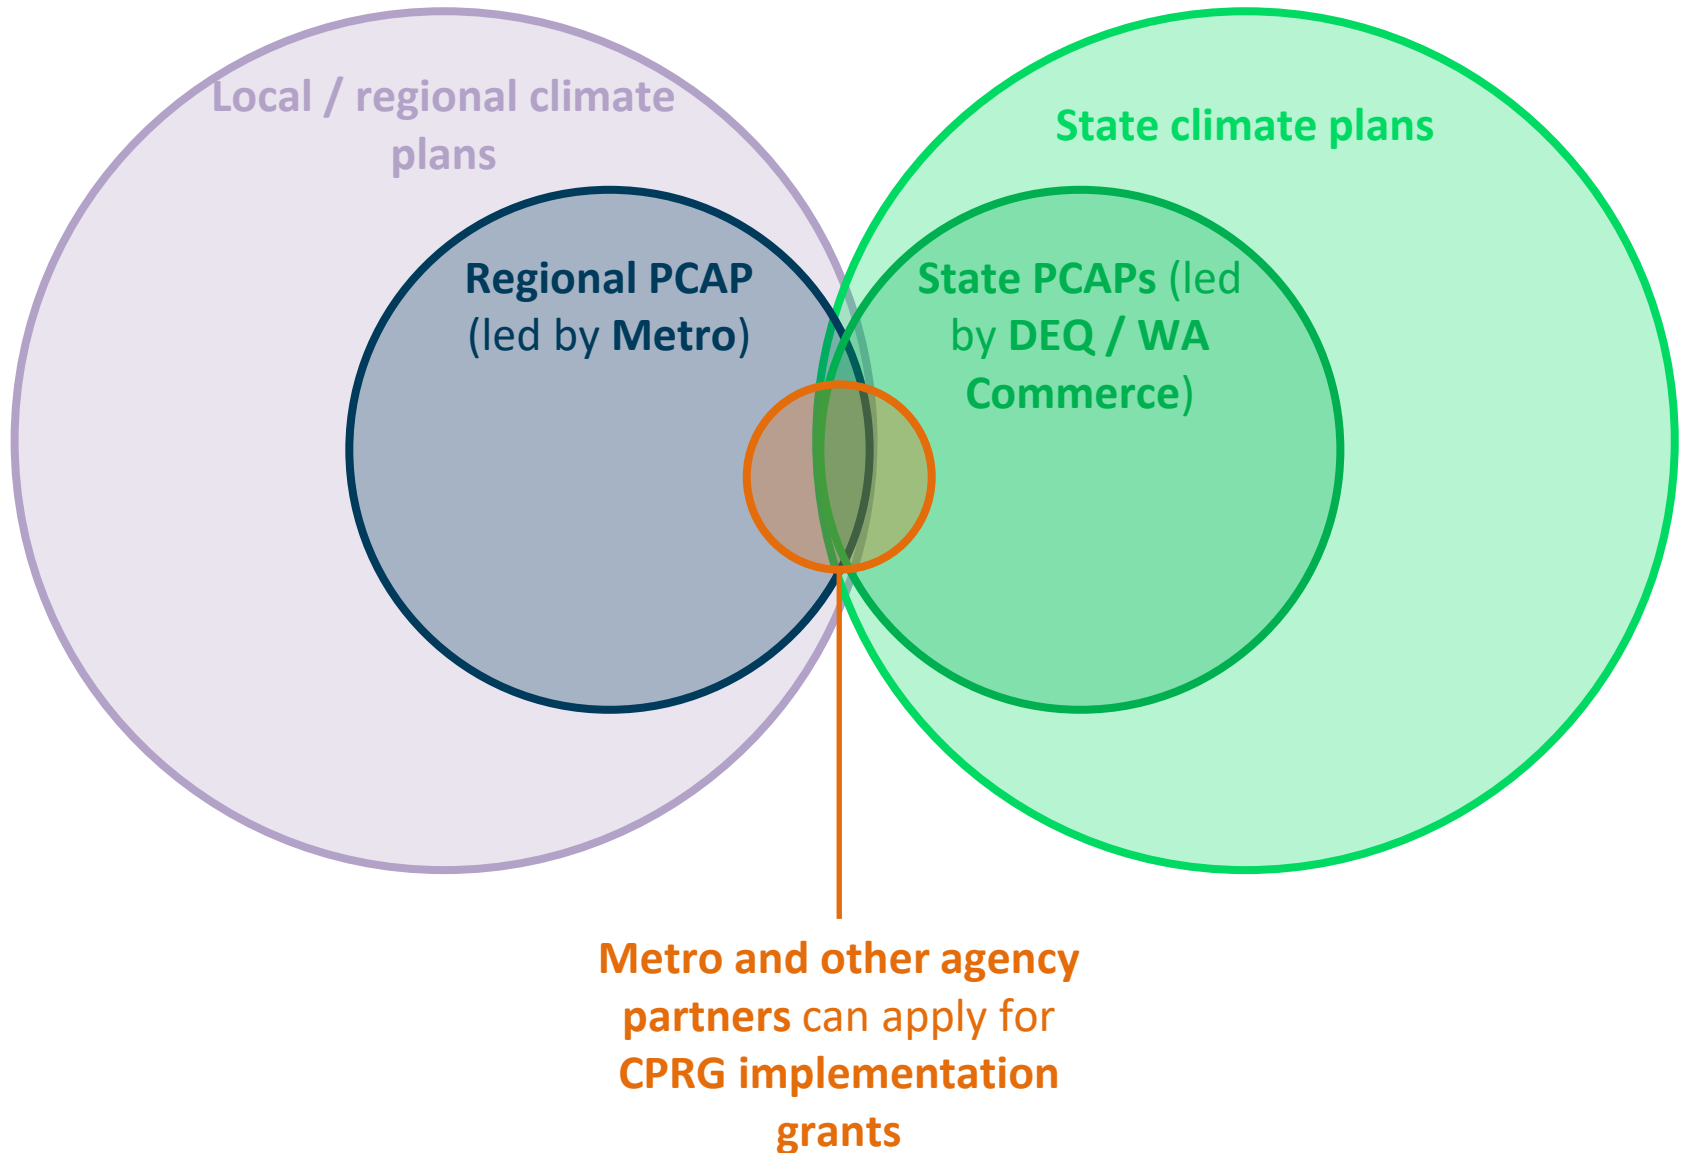 Local / regional climate
plans
State climate plans
Regional PCAP
(led by Metro)
State PCAPs (led
by DEQ / WA
Commerce)
Metro and other agency
partners can apply for
CPRG implementation
grants